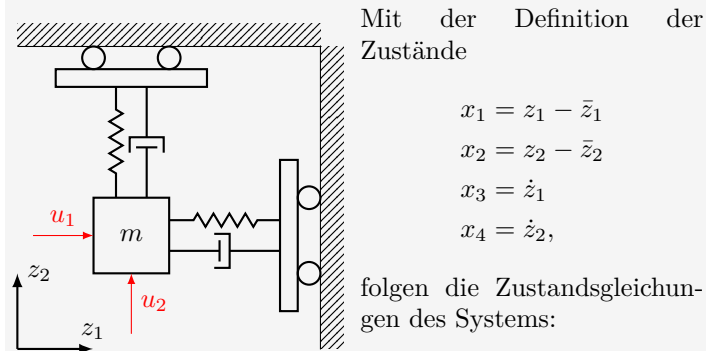 Mit der Definition der
Zustände
x₁ = z₁ − z̄₁
x₂ = z₂ − z̄₂
x₃ = ż₁
x₄ = ż₂,
folgen die Zustandsgleichun-
gen des Systems:
u₁
m
z₂
u₂
z₁